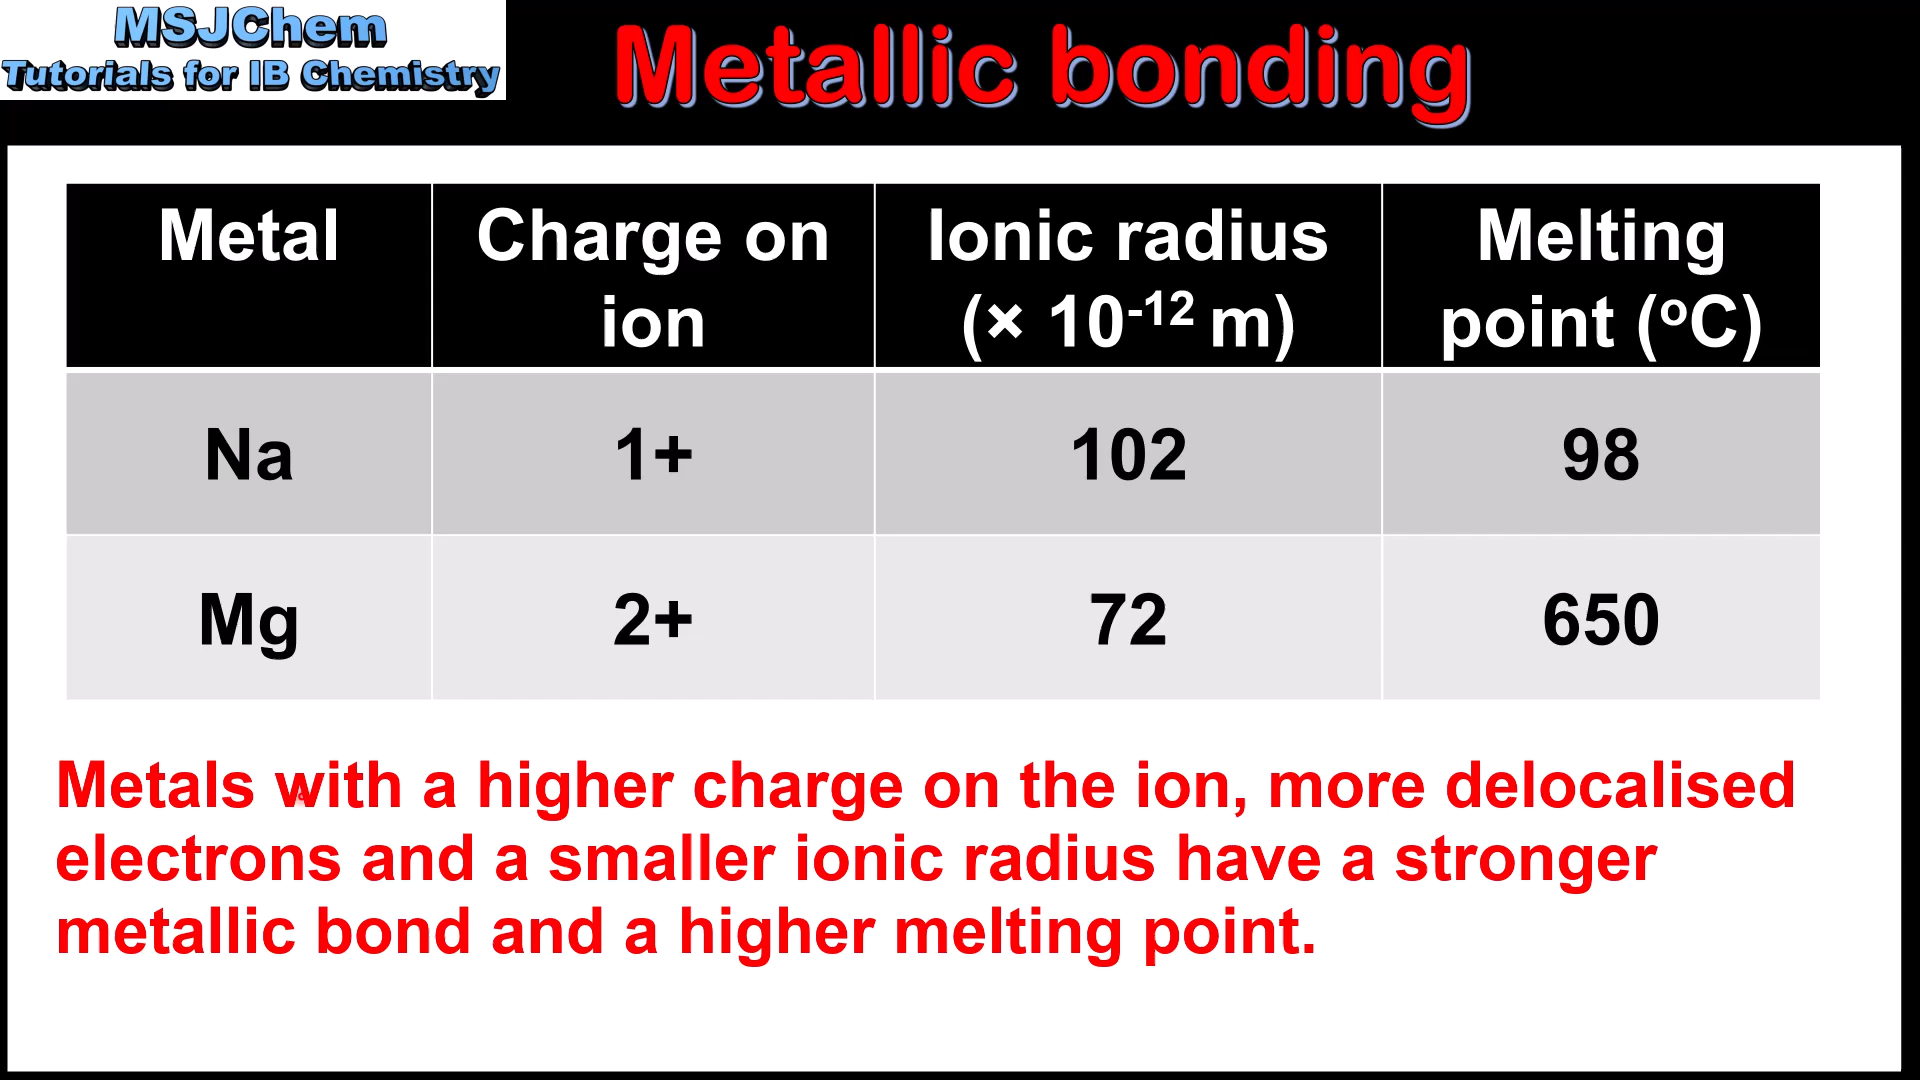 MSJChem
Tutorials for IB Chemistry
Metallic bonding
Metal
Charge on
ion
Ionic radius
(× 10⁻¹² m)
Melting
point (ºC)
Na 1+ 102 98
Mg 2+ 72 650
Metals with a higher charge on the ion, more delocalised
electrons and a smaller ionic radius have a stronger
metallic bond and a higher melting point.